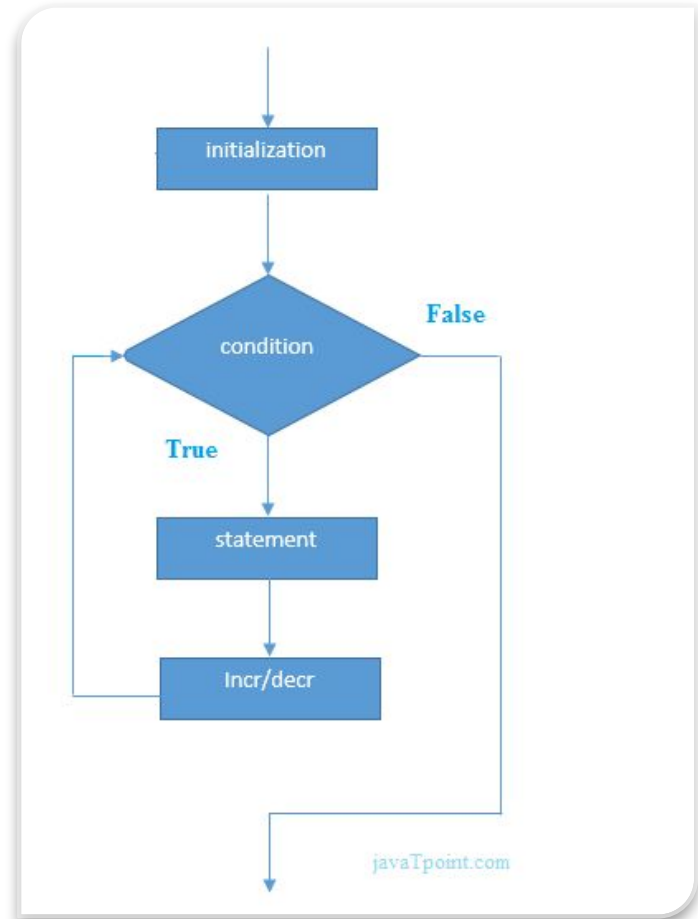 initialization
False
condition
True
statement
Incr/decr
javaTpoint.com